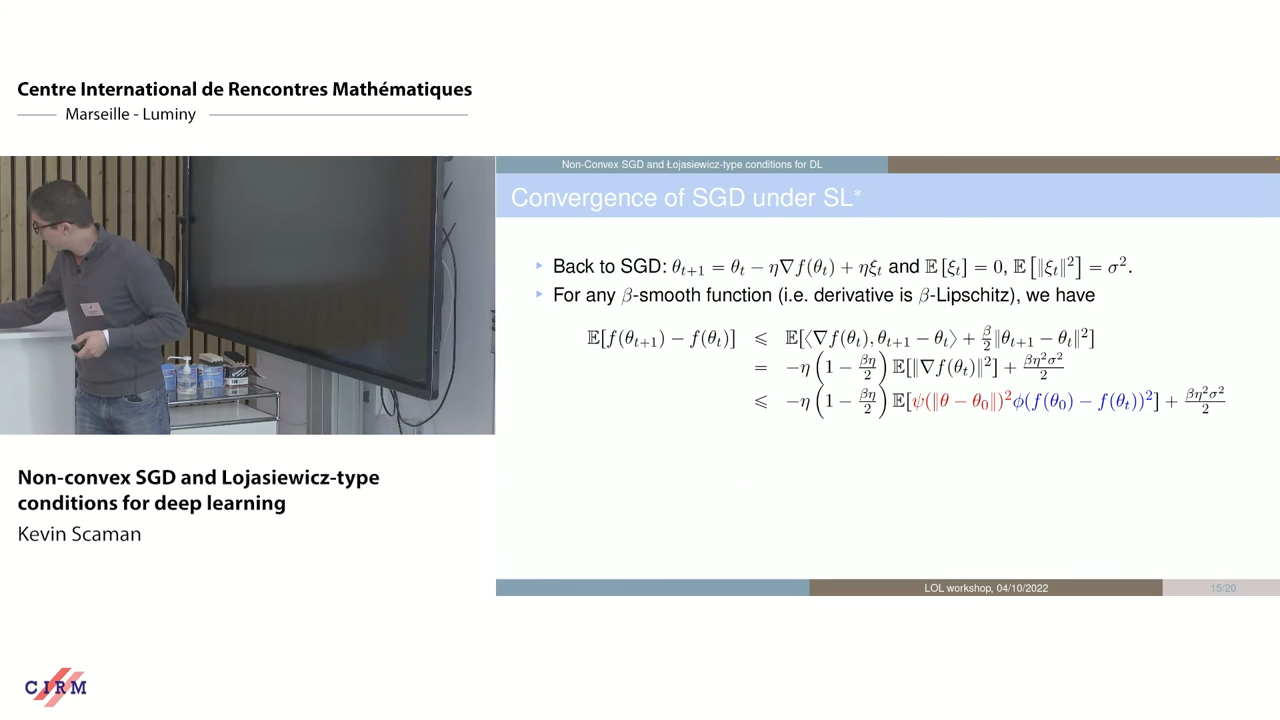 Centre International de Rencontres Mathématiques
Marseille - Luminy
Non-Convex SGD and Łojasiewicz-type conditions for DL
Convergence of SGD under SL*
Back to SGD: θ_{t+1} = θ_t − η∇f(θ_t) + ηξ_t and 𝔼[ξ_t] = 0, 𝔼[‖ξ_t‖²] = σ².
For any β-smooth function (i.e. derivative is β-Lipschitz), we have
𝔼[f(θ_{t+1}) − f(θ_t)] ⩽ 𝔼[⟨∇f(θ_t), θ_{t+1} − θ_t⟩ + β/2 ‖θ_{t+1} − θ_t‖²]
= −η(1 − βη/2) 𝔼[‖∇f(θ_t)‖²] + βη²σ²/2
⩽ −η(1 − βη/2) 𝔼[ψ(‖θ − θ_0‖)²ϕ(f(θ_0) − f(θ_t))²] + βη²σ²/2
LOL workshop, 04/10/2022
15/20
Non-convex SGD and Lojasiewicz-type
conditions for deep learning
Kevin Scaman
CIRM